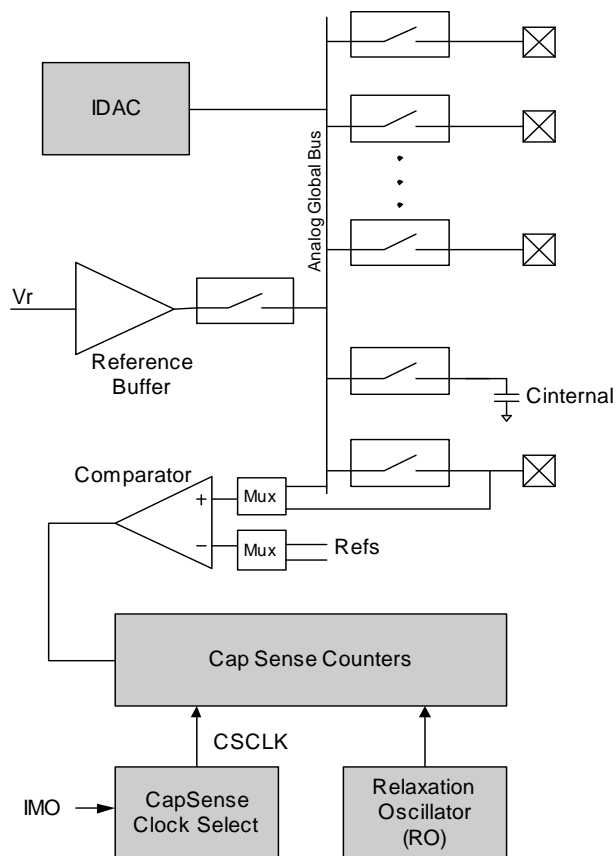 IDAC
Analog Global Bus
Vr
Reference
Buffer
Cinternal
Comparator
+
Mux
−
Mux
Refs
Cap Sense Counters
CSCLK
IMO
CapSense
Clock Select
Relaxation
Oscillator
(RO)